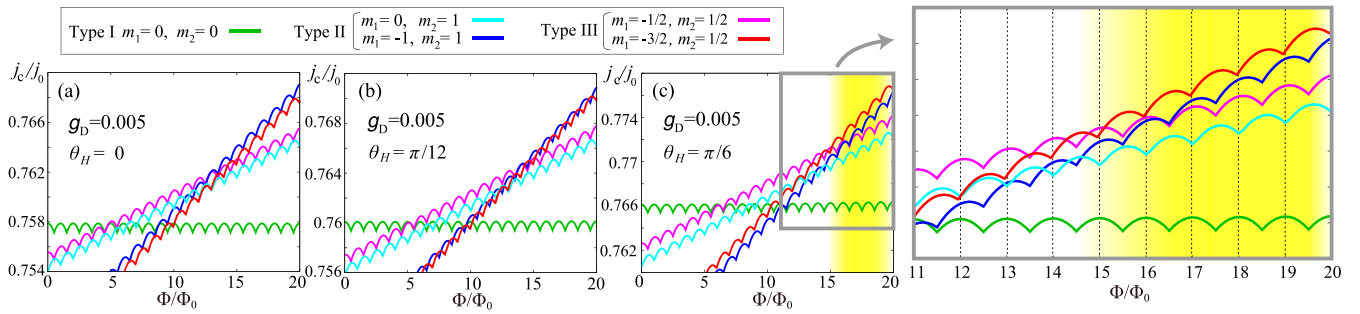 Type I m1= 0, m2= 0
Type II m1= 0, m2= 1
m1= -1, m2= 1
Type III m1= -1/2, m2= 1/2
m1= -3/2, m2= 1/2
jc/j0
(a)
gD=0.005
θH= 0
0.766
0.762
0.758
0.754
0 5 10 15 20
Φ/Φ0
jc/j0
(b)
gD=0.005
θH= π/12
0.768
0.764
0.760
0.756
0 5 10 15 20
Φ/Φ0
jc/j0
(c)
gD=0.005
θH= π/6
0.774
0.770
0.766
0.762
0 5 10 15 20
Φ/Φ0
11 12 13 14 15 16 17 18 19 20
Φ/Φ0